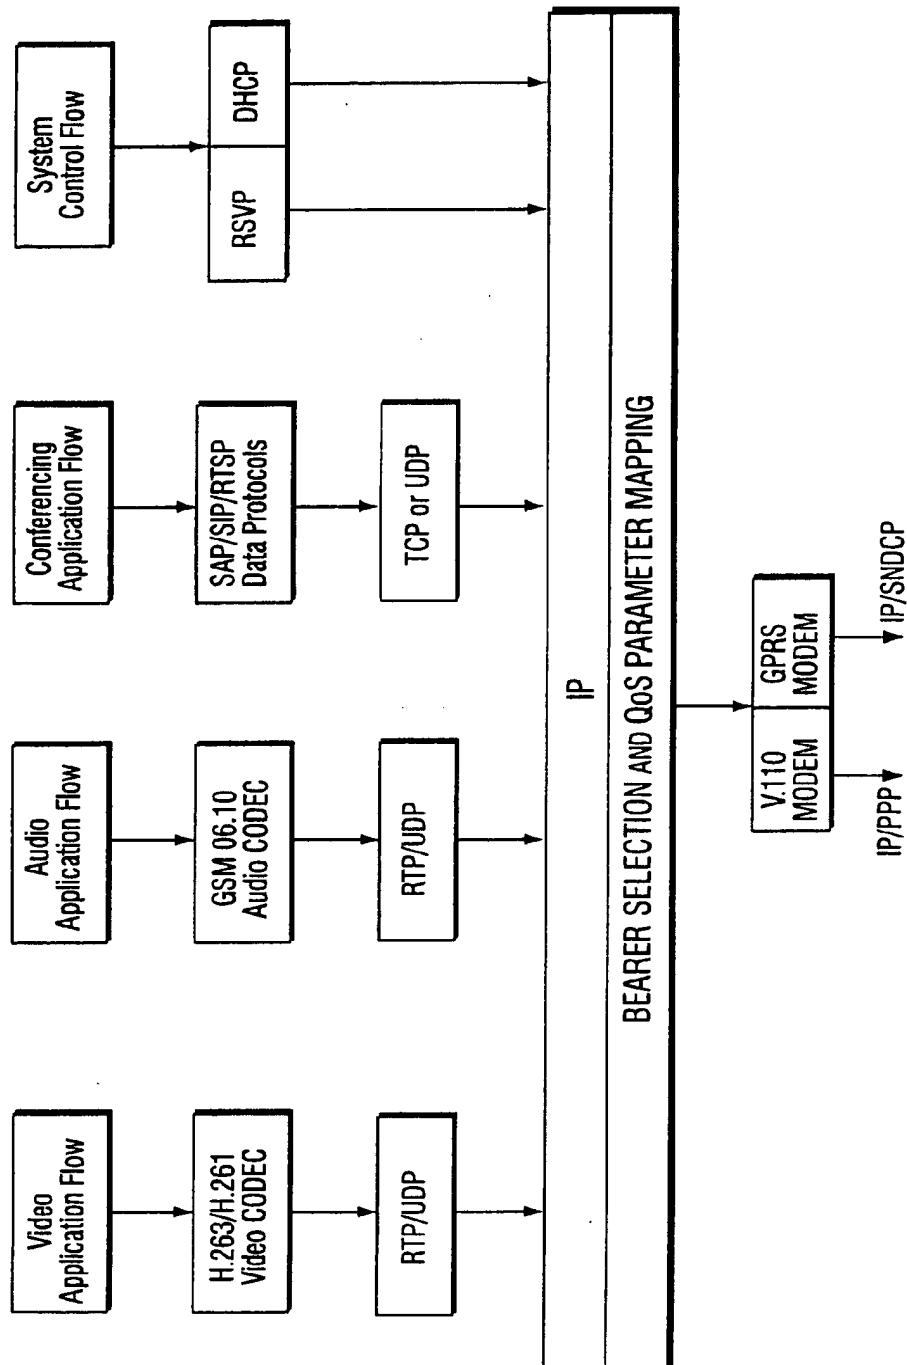 Video
Application Flow
H.263/H.261
Video CODEC
RTP/UDP
Audio
Application Flow
GSM 06.10
Audio CODEC
RTP/UDP
Conferencing
Application Flow
SAP/SIP/RTSP
Data Protocols
TCP or UDP
System
Control Flow
RSVP
DHCP
IP
BEARER SELECTION AND QoS PARAMETER MAPPING
V.110
MODEM
GPRS
MODEM
IP/PPP
IP/SNDCP